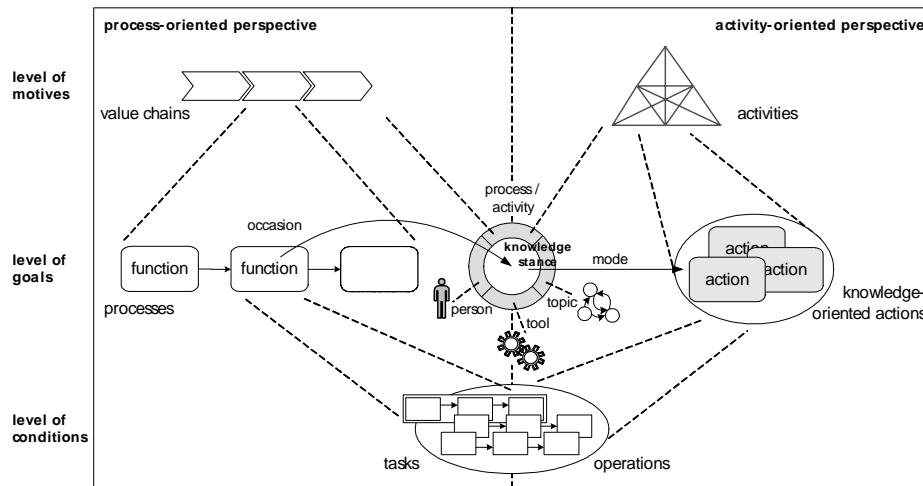 process-oriented perspective
activity-oriented perspective
level of
motives
value chains
activities
process /
activity
occasion
level of
goals
function
function
knowledge
stance
mode
action
action
action
processes
person
topic
tool
knowledge-
oriented actions
level of
conditions
tasks
operations